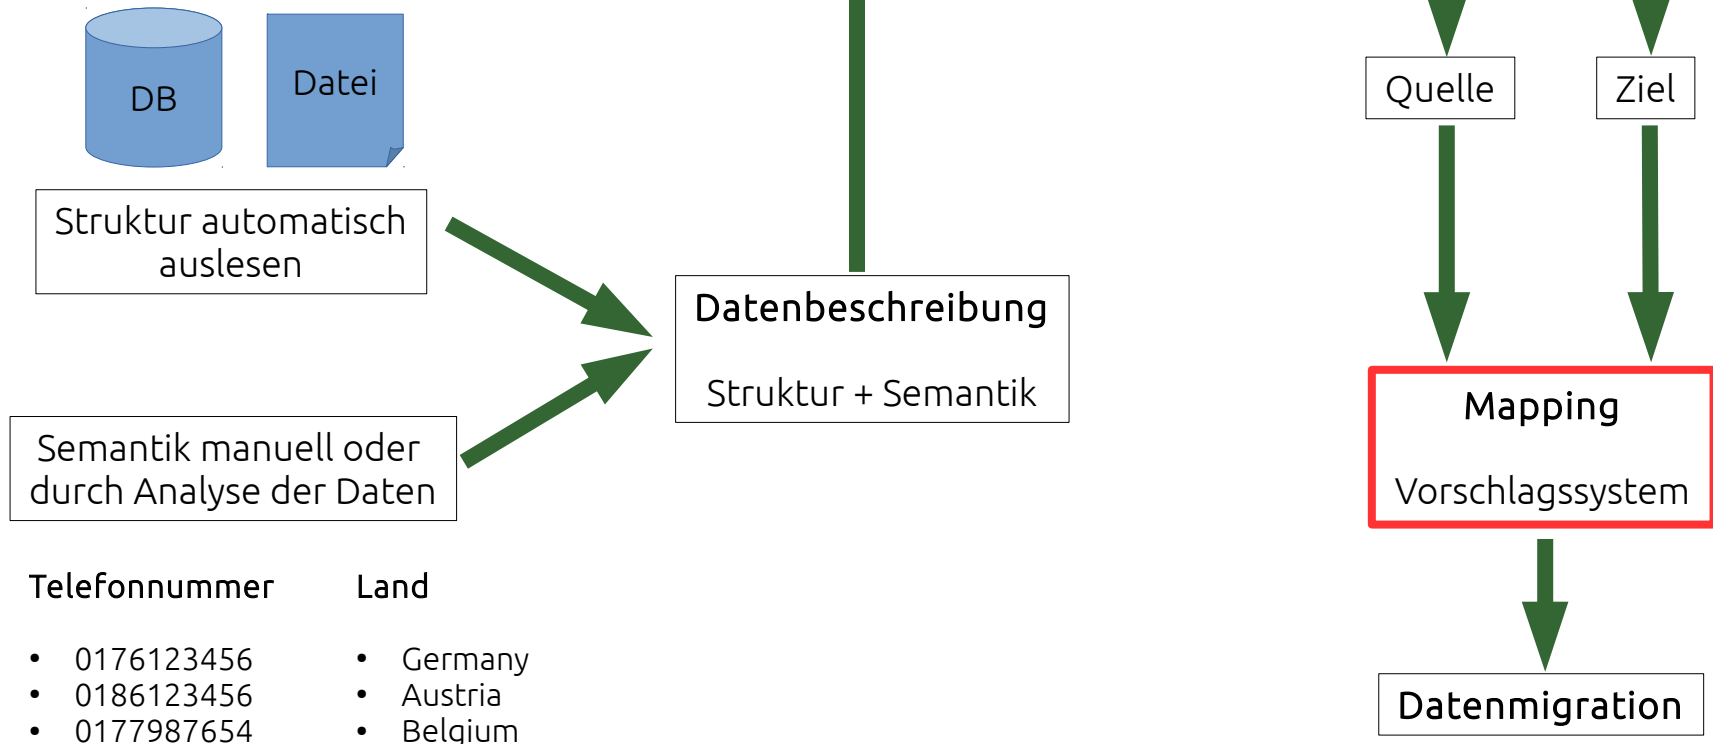 DB
Datei
Struktur automatisch
auslesen
Semantik manuell oder
durch Analyse der Daten
Telefonnummer
• 0176123456
• 0186123456
• 0177987654
Land
• Germany
• Austria
• Belgium
Datenbeschreibung
Struktur + Semantik
Quelle
Ziel
Mapping
Vorschlagssystem
Datenmigration